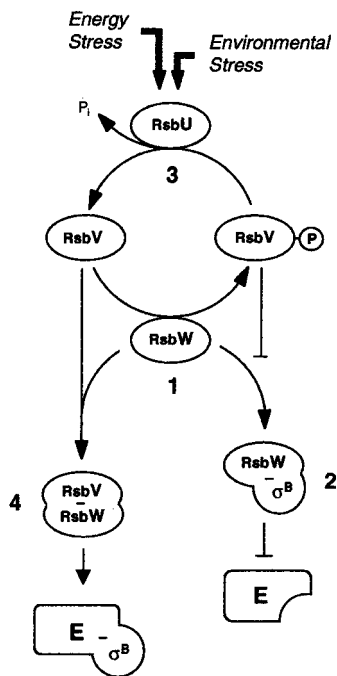 Energy
Stress
Environmental
Stress
Pi
RsbU
3
RsbV
RsbV
P
RsbW
1
RsbV
–
RsbW
4
RsbW
–
σB
2
E
E – σB